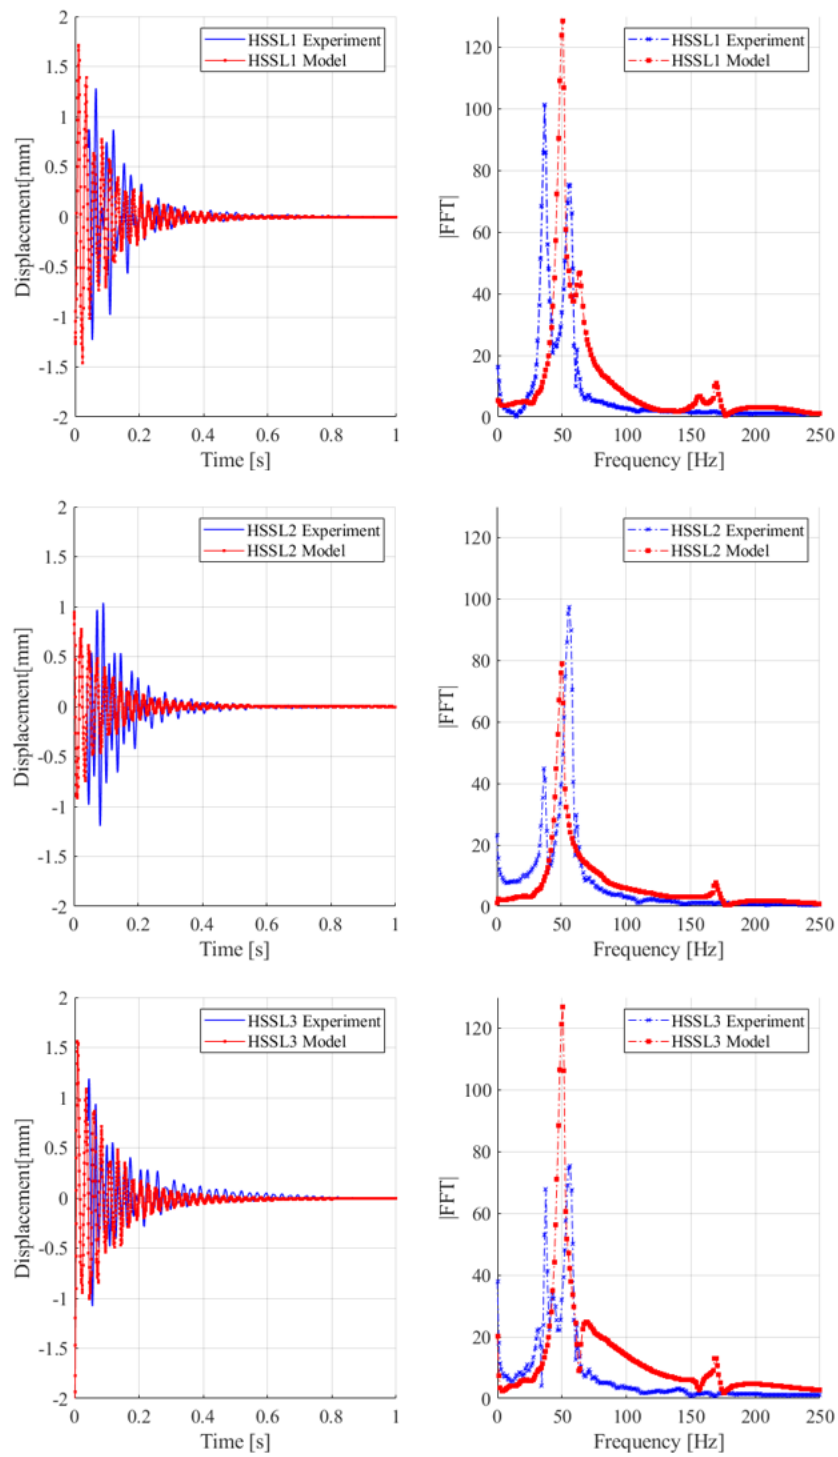 HSSL1 Experiment
HSSL1 Model
Displacement[mm]
2
1.5
1
0.5
0
-0.5
-1
-1.5
-2
0 0.2 0.4 0.6 0.8 1
Time [s]
HSSL1 Experiment
HSSL1 Model
|FFT|
120
100
80
60
40
20
0
0 50 100 150 200 250
Frequency [Hz]
HSSL2 Experiment
HSSL2 Model
Displacement[mm]
2
1.5
1
0.5
0
-0.5
-1
-1.5
-2
0 0.2 0.4 0.6 0.8 1
Time [s]
HSSL2 Experiment
HSSL2 Model
|FFT|
120
100
80
60
40
20
0
0 50 100 150 200 250
Frequency [Hz]
HSSL3 Experiment
HSSL3 Model
Displacement[mm]
2
1.5
1
0.5
0
-0.5
-1
-1.5
-2
0 0.2 0.4 0.6 0.8 1
Time [s]
HSSL3 Experiment
HSSL3 Model
|FFT|
120
100
80
60
40
20
0
0 50 100 150 200 250
Frequency [Hz]